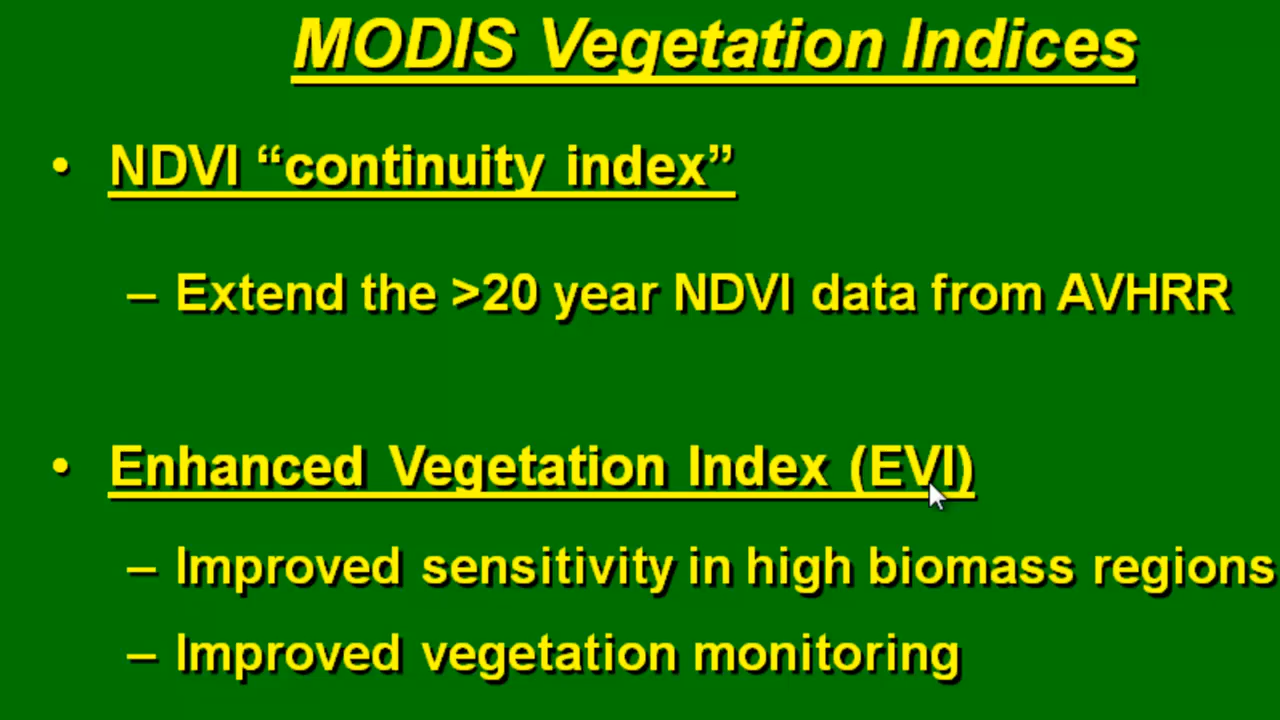 MODIS Vegetation Indices
• NDVI “continuity index”
– Extend the >20 year NDVI data from AVHRR
• Enhanced Vegetation Index (EVI)
– Improved sensitivity in high biomass regions
– Improved vegetation monitoring